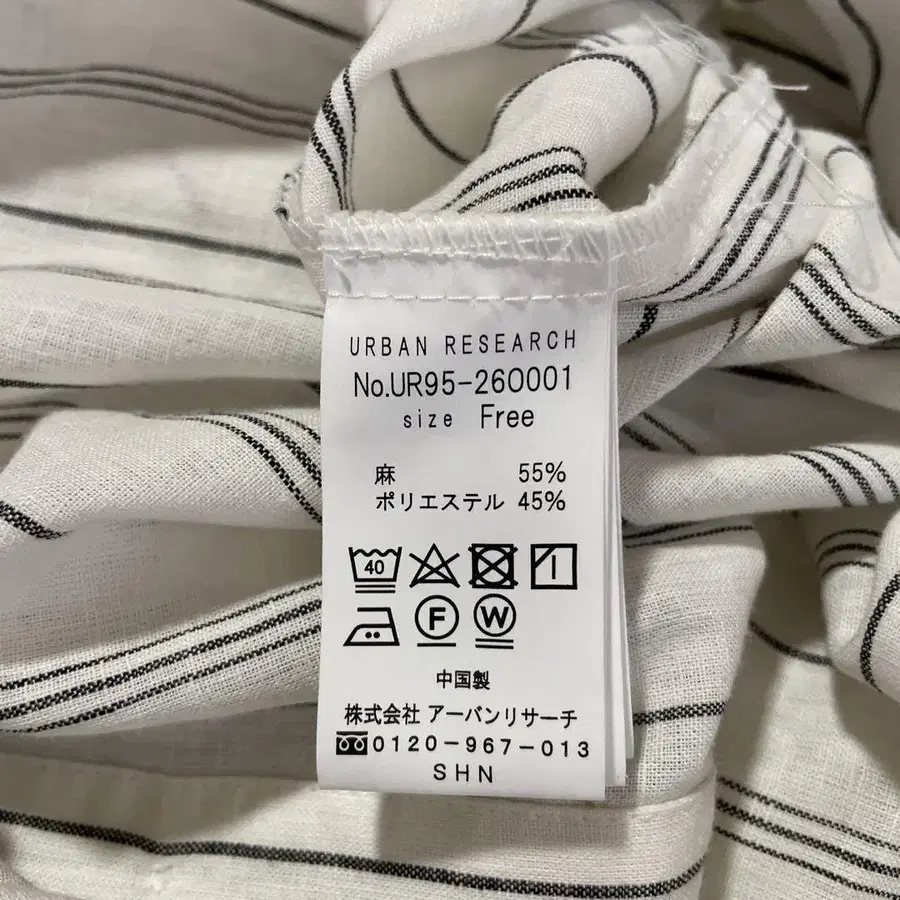 URBAN RESEARCH
No.UR95-260001
size Free
麻 55%
ポリエステル 45%
40
F W
中国製
株式会社 アーバンリサーチ
0120-967-013
SHN